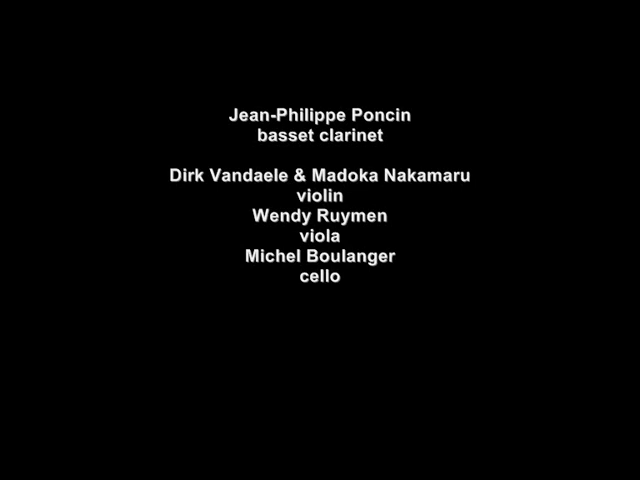 Jean-Philippe Poncin
basset clarinet
Dirk Vandaele & Madoka Nakamaru
violin
Wendy Ruymen
viola
Michel Boulanger
cello